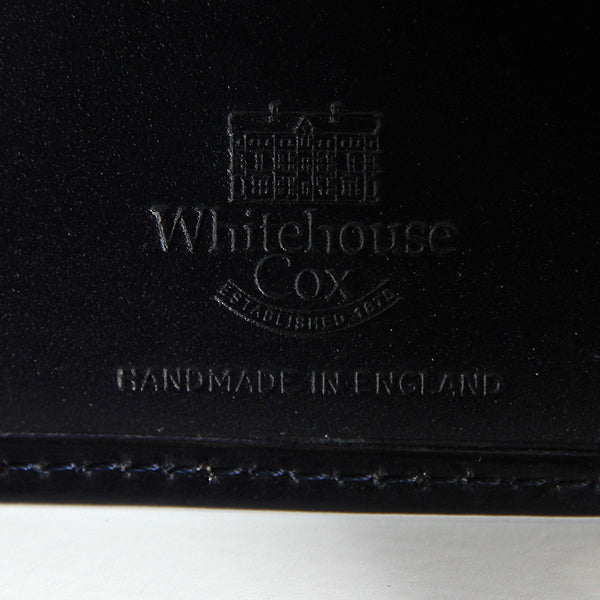 Whitehouse
Cox
ESTABLISHED 1875
HANDMADE IN ENGLAND